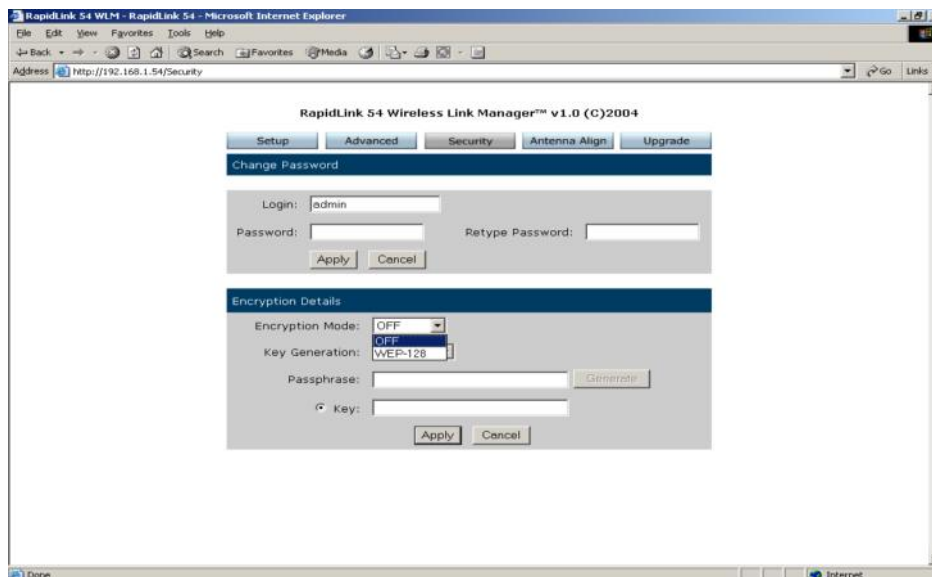 RapidLink 54 WLM - RapidLink 54 - Microsoft Internet Explorer
File Edit View Favorites Tools Help
Back Search Favorites Media
Address http://192.168.1.54/Security Go Links
RapidLink 54 Wireless Link Manager™ v1.0 (C)2004
Setup Advanced Security Antenna Align Upgrade
Change Password
Login: admin
Password: Retype Password:
Apply Cancel
Encryption Details
Encryption Mode: OFF
OFF
Key Generation: WEP-128
Passphrase: Generate
Key:
Apply Cancel
Done Internet